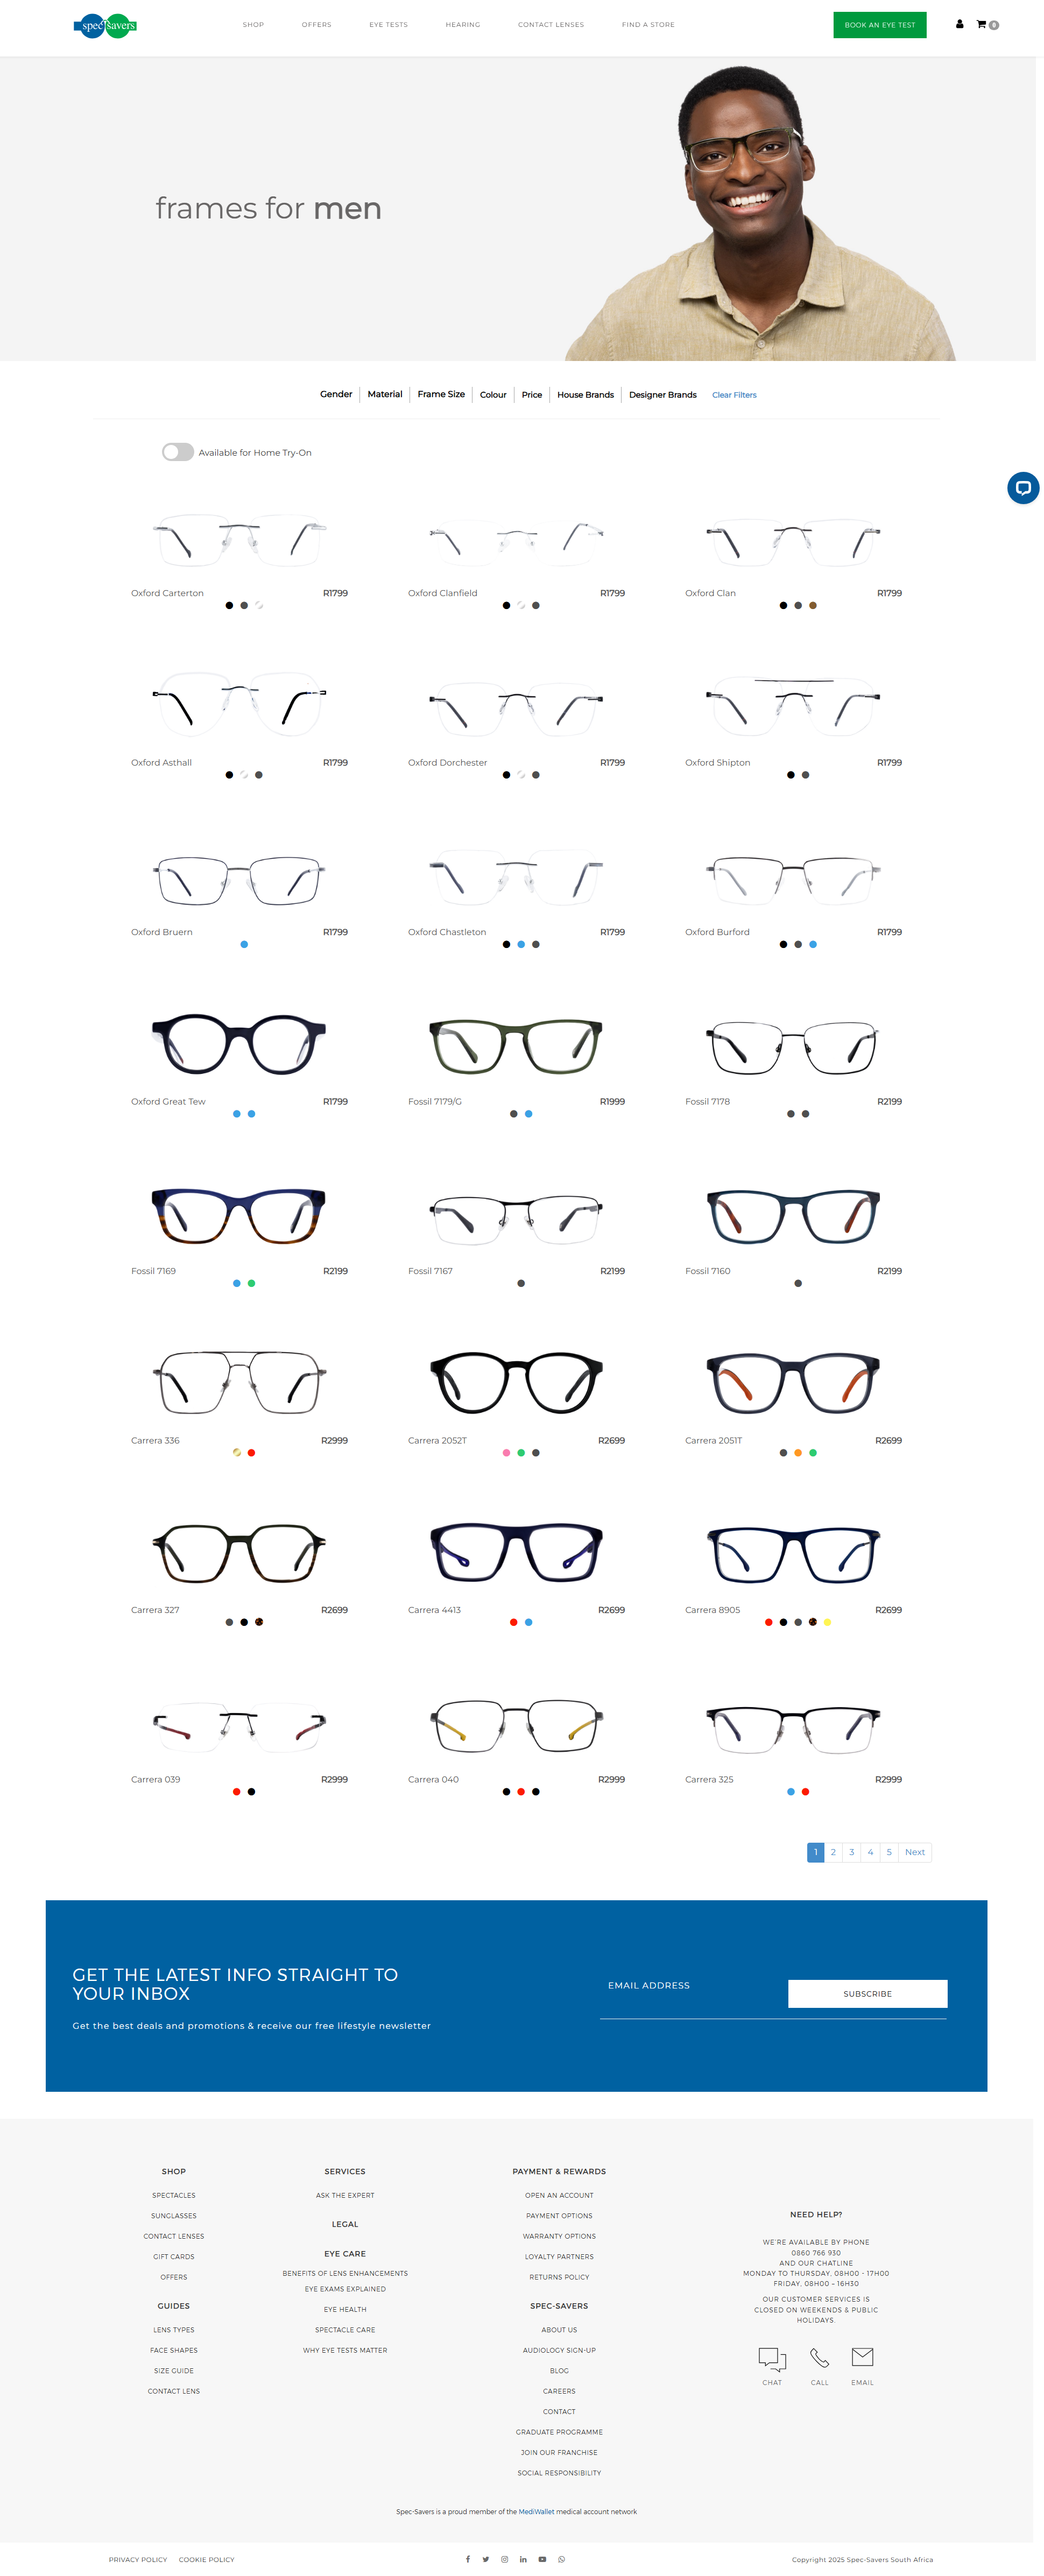 spec savers
SHOP OFFERS EYE TESTS HEARING CONTACT LENSES FIND A STORE BOOK AN EYE TEST 0
frames for men
Gender Material Frame Size Colour Price House Brands Designer Brands Clear Filters
Available for Home Try-On
Oxford Carterton R1799 Oxford Clanfield R1799 Oxford Clan R1799
Oxford Asthall R1799 Oxford Dorchester R1799 Oxford Shipton R1799
Oxford Bruern R1799 Oxford Chastleton R1799 Oxford Burford R1799
Oxford Great Tew R1799 Fossil 7179/G R1999 Fossil 7178 R2199
Fossil 7169 R2199 Fossil 7167 R2199 Fossil 7160 R2199
Carrera 336 R2999 Carrera 2052T R2699 Carrera 2051T R2699
Carrera 327 R2699 Carrera 4413 R2699 Carrera 8905 R2699
Carrera 039 R2999 Carrera 040 R2999 Carrera 325 R2999
1 2 3 4 5 Next
GET THE LATEST INFO STRAIGHT TO
YOUR INBOX
Get the best deals and promotions & receive our free lifestyle newsletter
EMAIL ADDRESS
SUBSCRIBE
SHOP
SPECTACLES
SUNGLASSES
CONTACT LENSES
GIFT CARDS
OFFERS
GUIDES
LENS TYPES
FACE SHAPES
SIZE GUIDE
CONTACT LENS
SERVICES
ASK THE EXPERT
LEGAL
EYE CARE
BENEFITS OF LENS ENHANCEMENTS
EYE EXAMS EXPLAINED
EYE HEALTH
SPECTACLE CARE
WHY EYE TESTS MATTER
PAYMENT & REWARDS
OPEN AN ACCOUNT
PAYMENT OPTIONS
WARRANTY OPTIONS
LOYALTY PARTNERS
RETURNS POLICY
SPEC-SAVERS
ABOUT US
AUDIOLOGY SIGN-UP
BLOG
CAREERS
CONTACT
GRADUATE PROGRAMME
JOIN OUR FRANCHISE
SOCIAL RESPONSIBILITY
NEED HELP?
WE'RE AVAILABLE BY PHONE
0860 766 930
AND OUR CHATLINE
MONDAY TO THURSDAY, 08H00 - 17H00
FRIDAY, 08H00 – 16H30
OUR CUSTOMER SERVICES IS
CLOSED ON WEEKENDS & PUBLIC
HOLIDAYS.
CHAT CALL EMAIL
Spec-Savers is a proud member of the MediWallet medical account network
PRIVACY POLICY COOKIE POLICY
Copyright 2025 Spec-Savers South Africa